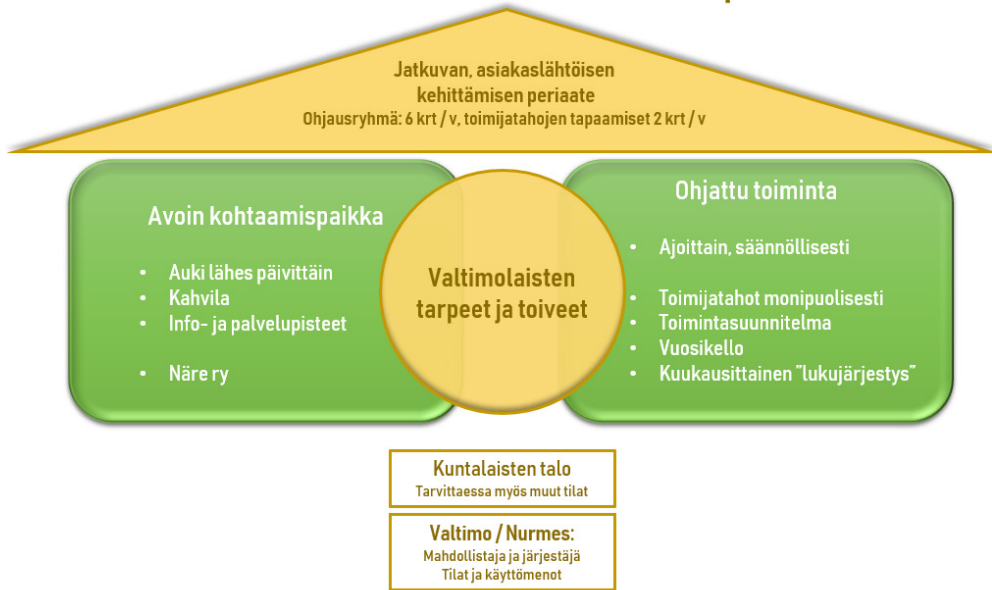 Jatkuvan, asiakaslähtöisen
kehittämisen periaate
Ohjausryhmä: 6 krt / v, toimijatahojen tapaamiset 2 krt / v
Avoin kohtaamispaikka
• Auki lähes päivittäin
• Kahvila
• Info- ja palvelupisteet
• Näre ry
Valtimolaisten
tarpeet ja toiveet
Ohjattu toiminta
• Ajoittain, säännöllisesti
• Toimijatahot monipuolisesti
• Toimintasuunnitelma
• Vuosikello
• Kuukausittainen ”lukujärjestys”
Kuntalaisten talo
Tarvittaessa myös muut tilat
Valtimo / Nurmes:
Mahdollistaja ja järjestäjä
Tilat ja käyttömenot